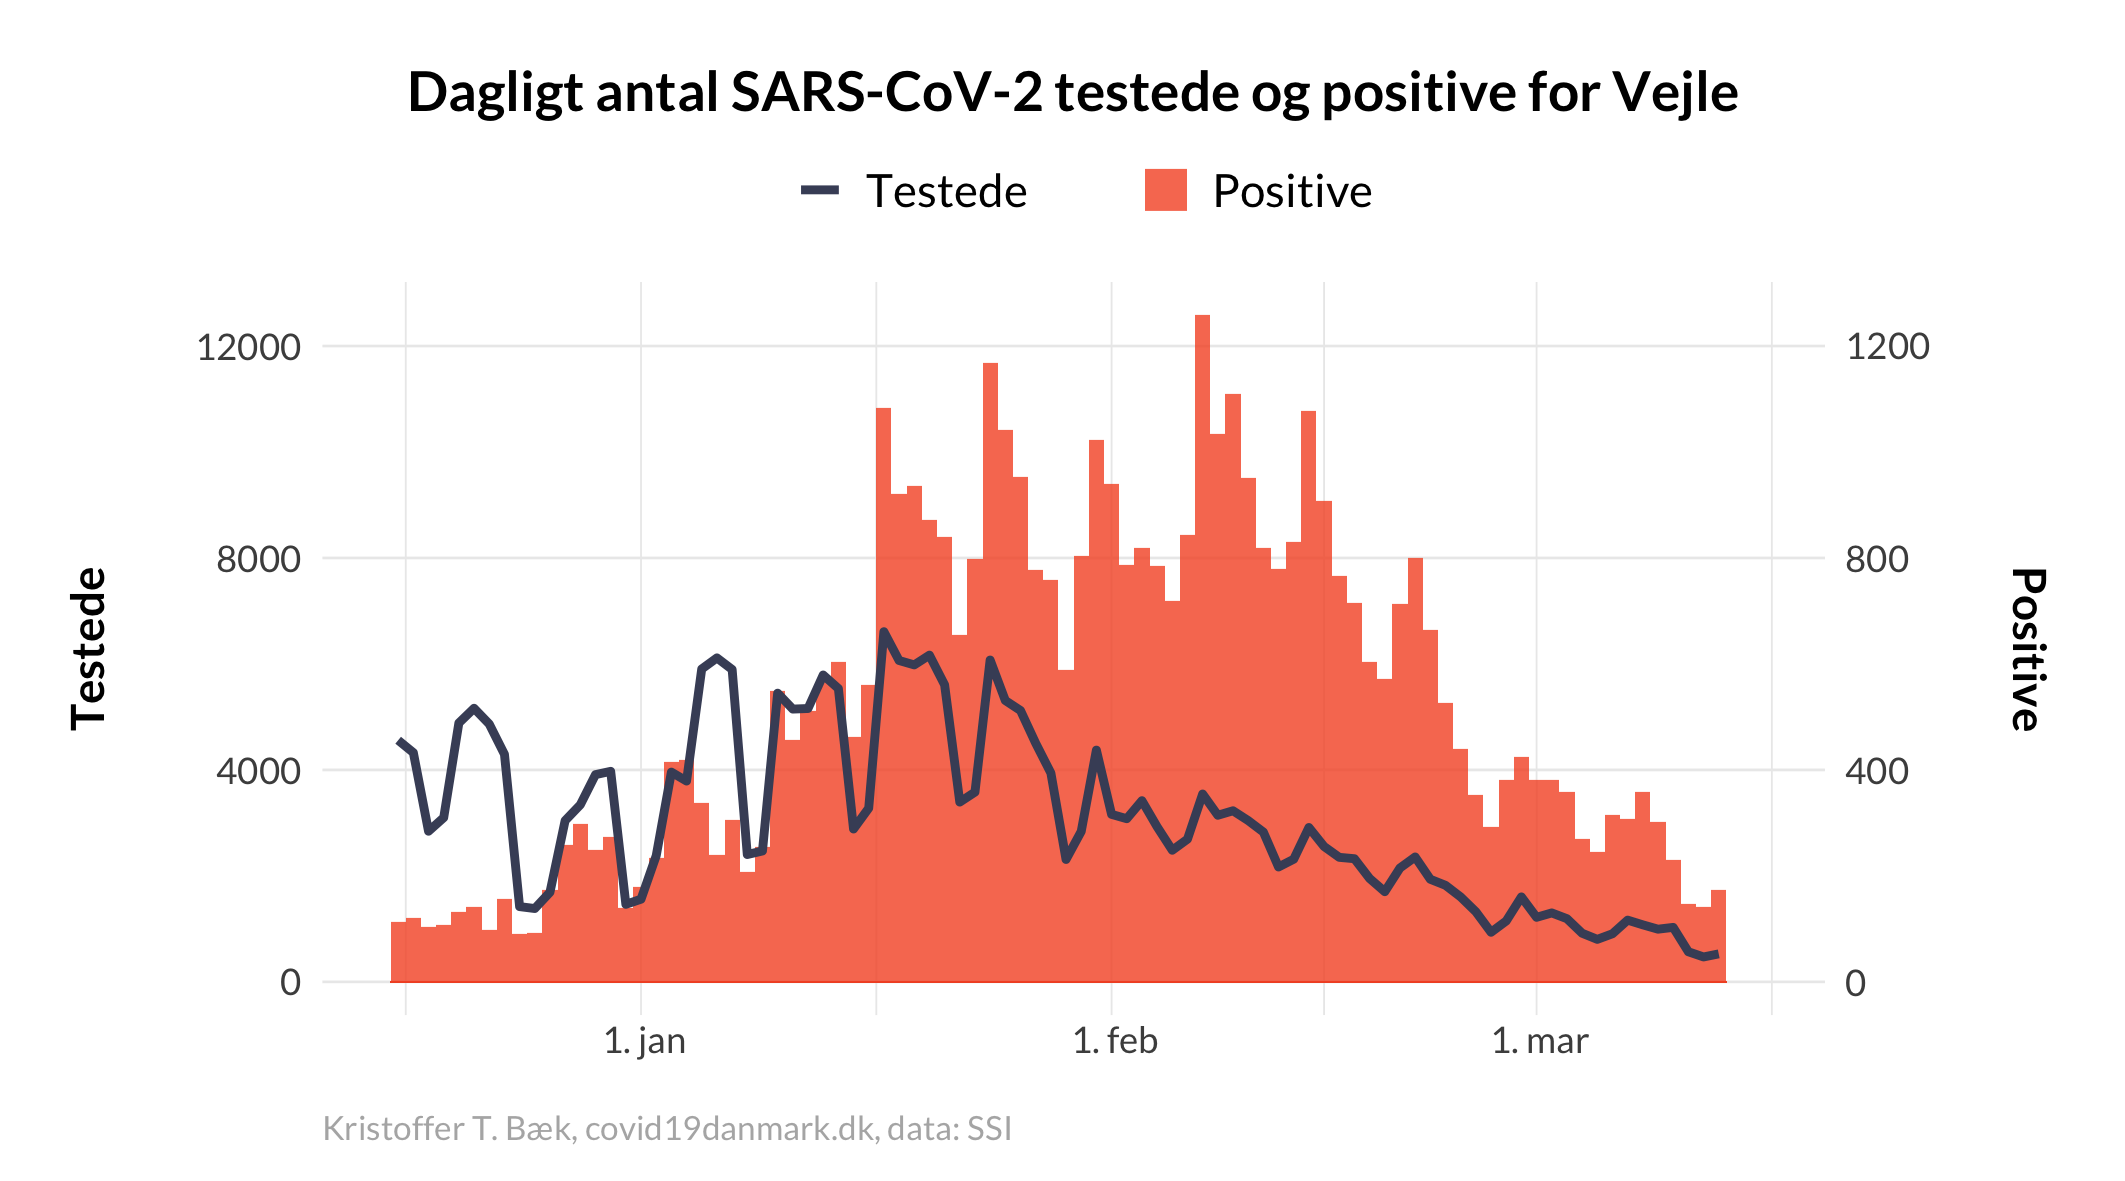 Dagligt antal SARS-CoV-2 testede og positive for Vejle
Testede
Positive
12000
8000
4000
0
Testede
1200
800
400
0
Positive
1. jan
1. feb
1. mar
Kristoffer T. Bæk, covid19danmark.dk, data: SSI